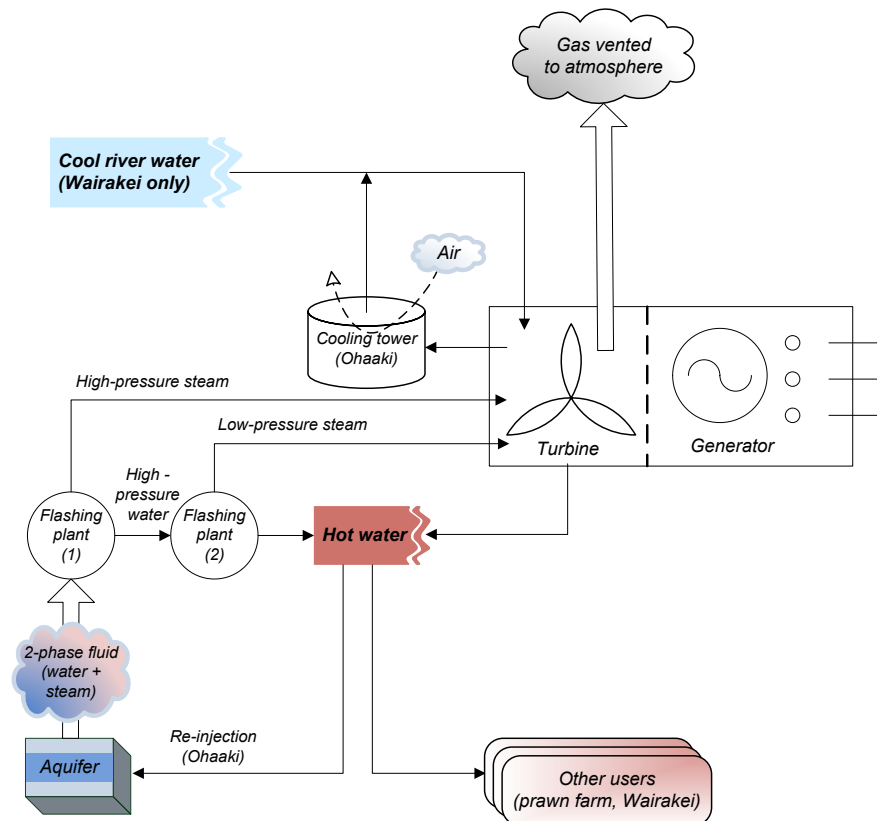 Gas vented
to atmosphere
Cool river water
(Wairakei only)
Air
Cooling tower
(Ohaaki)
High-pressure steam
Low-pressure steam
Turbine
Generator
High -
pressure
water
Flashing
plant
(1)
Flashing
plant
(2)
Hot water
2-phase fluid
(water +
steam)
Re-injection
(Ohaaki)
Aquifer
Other users
(prawn farm, Wairakei)